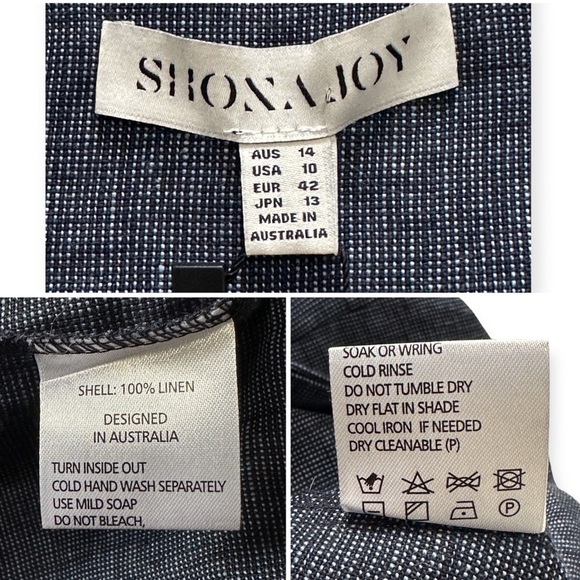 SHONA JOY
AUS 14
USA 10
EUR 42
JPN 13
MADE IN
AUSTRALIA
SHELL: 100% LINEN
DESIGNED
IN AUSTRALIA
TURN INSIDE OUT
COLD HAND WASH SEPARATELY
USE MILD SOAP
DO NOT BLEACH,
SOAK OR WRING
COLD RINSE
DO NOT TUMBLE DRY
DRY FLAT IN SHADE
COOL IRON IF NEEDED
DRY CLEANABLE (P)
P